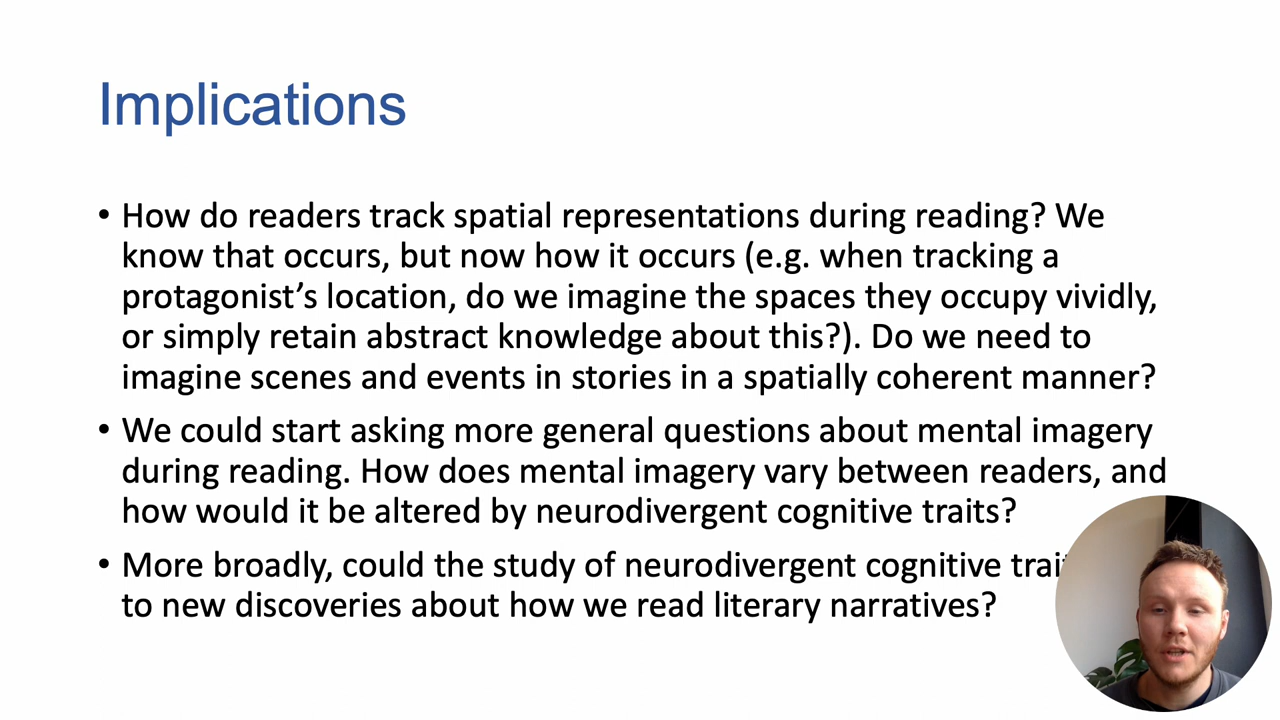 Implications
• How do readers track spatial representations during reading? We
know that occurs, but now how it occurs (e.g. when tracking a
protagonist’s location, do we imagine the spaces they occupy vividly,
or simply retain abstract knowledge about this?). Do we need to
imagine scenes and events in stories in a spatially coherent manner?
• We could start asking more general questions about mental imagery
during reading. How does mental imagery vary between readers, and
how would it be altered by neurodivergent cognitive traits?
• More broadly, could the study of neurodivergent cognitive
to new discoveries about how we read literary narratives?